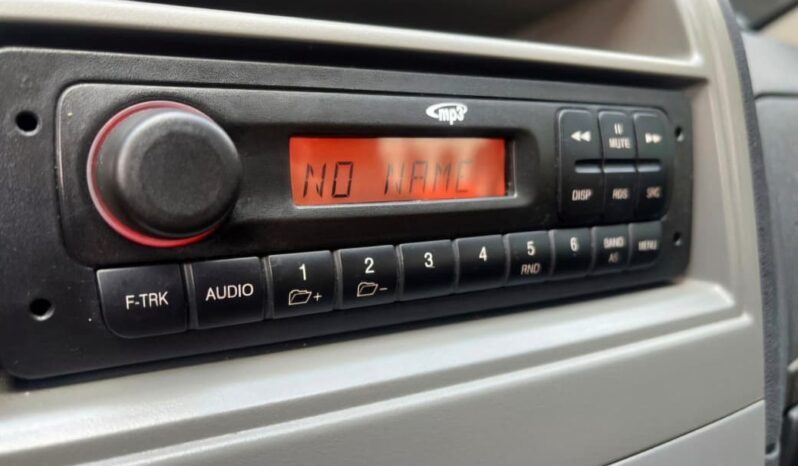 mp3
NO NAME
MUTE
DISP RDS SRC
F-TRK AUDIO 1 + 2 - 3 4 5 RND 6 BAND AS MENU